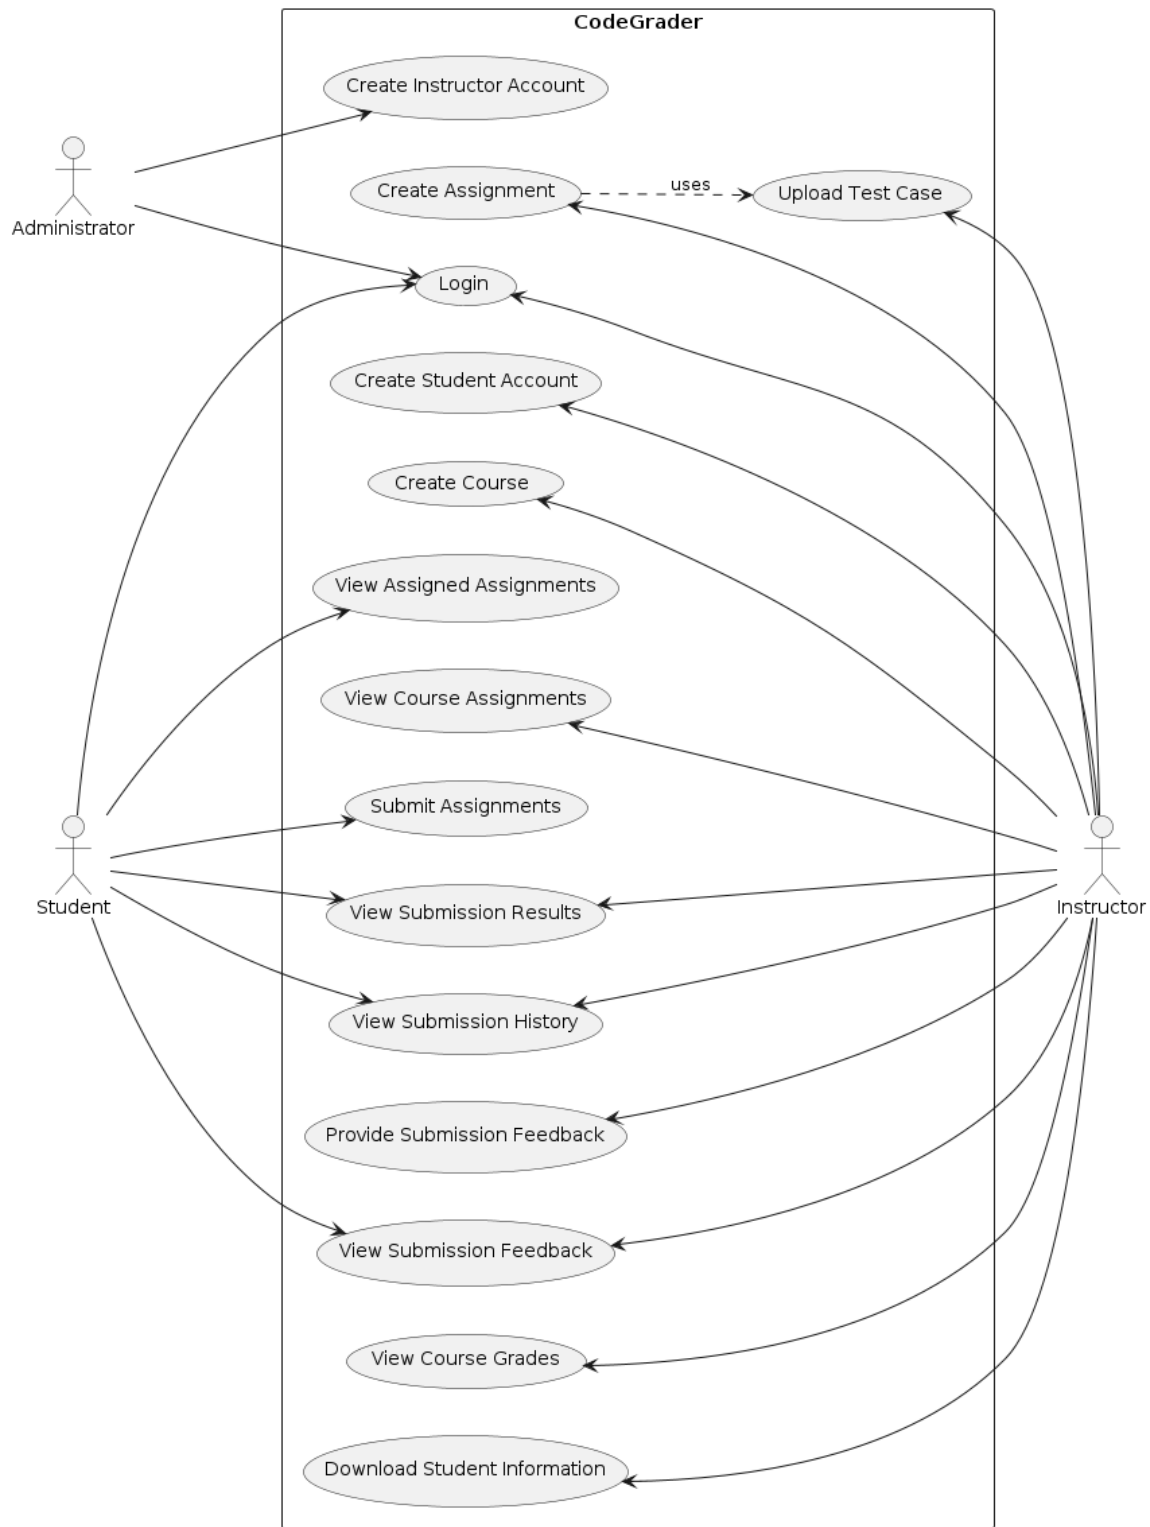 CodeGrader
Create Instructor Account
Create Assignment
uses
Upload Test Case
Administrator
Login
Create Student Account
Create Course
View Assigned Assignments
View Course Assignments
Submit Assignments
Student
View Submission Results
Instructor
View Submission History
Provide Submission Feedback
View Submission Feedback
View Course Grades
Download Student Information